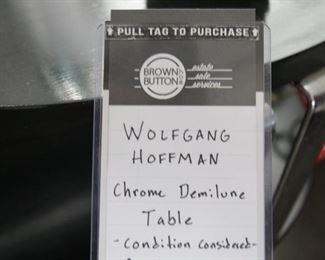 PULL TAG TO PURCHASE
BROWN
BUTTON
estate
sale
services
WOLFGANG
HOFFMAN
Chrome Demilune
Table
- Condition Considered -